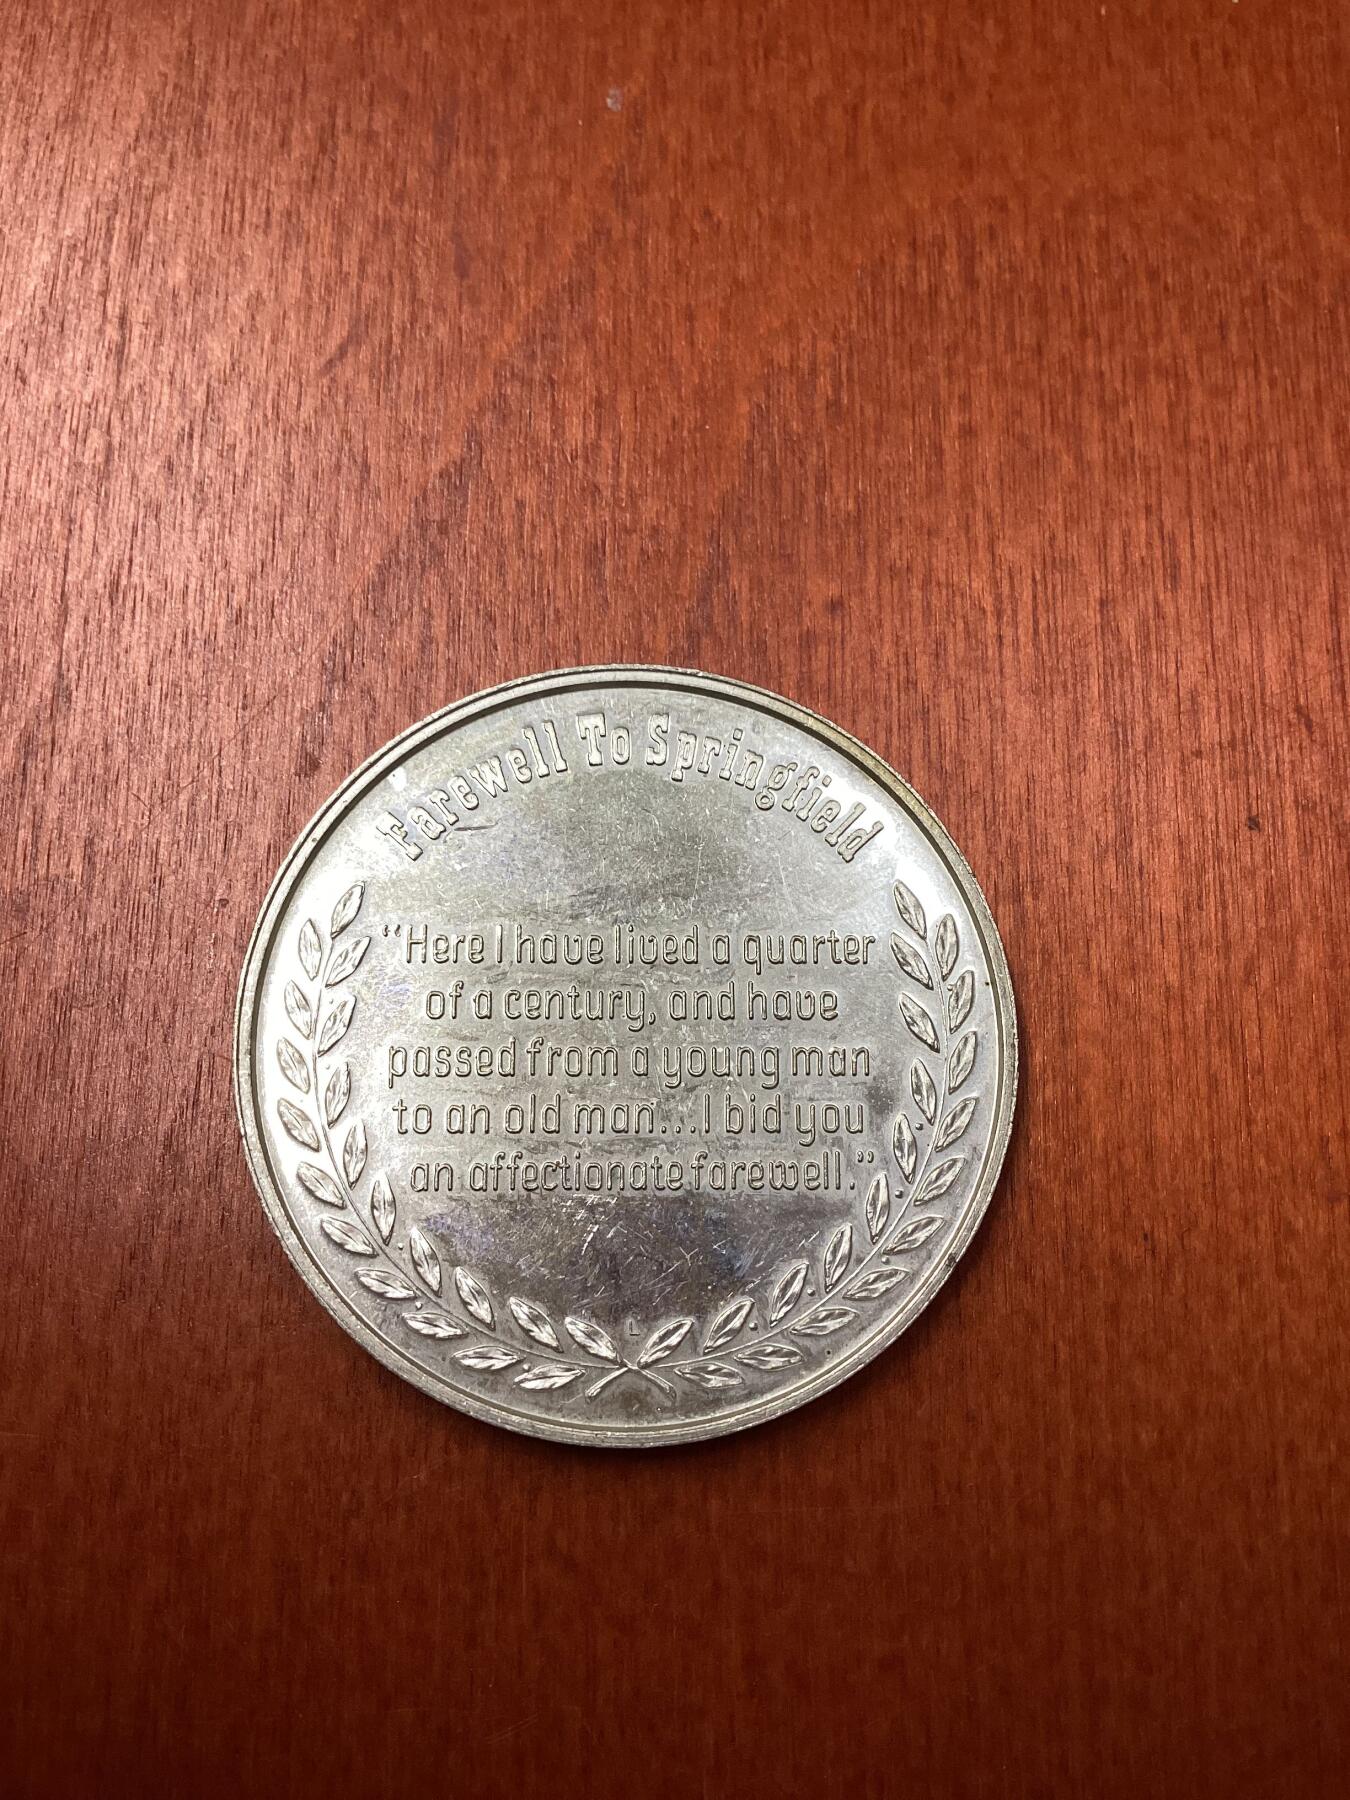 Farewell To Springfield
“Here I have lived a quarter
of a century, and have
passed from a young man
to an old man...I bid you
an affectionate farewell.”
L